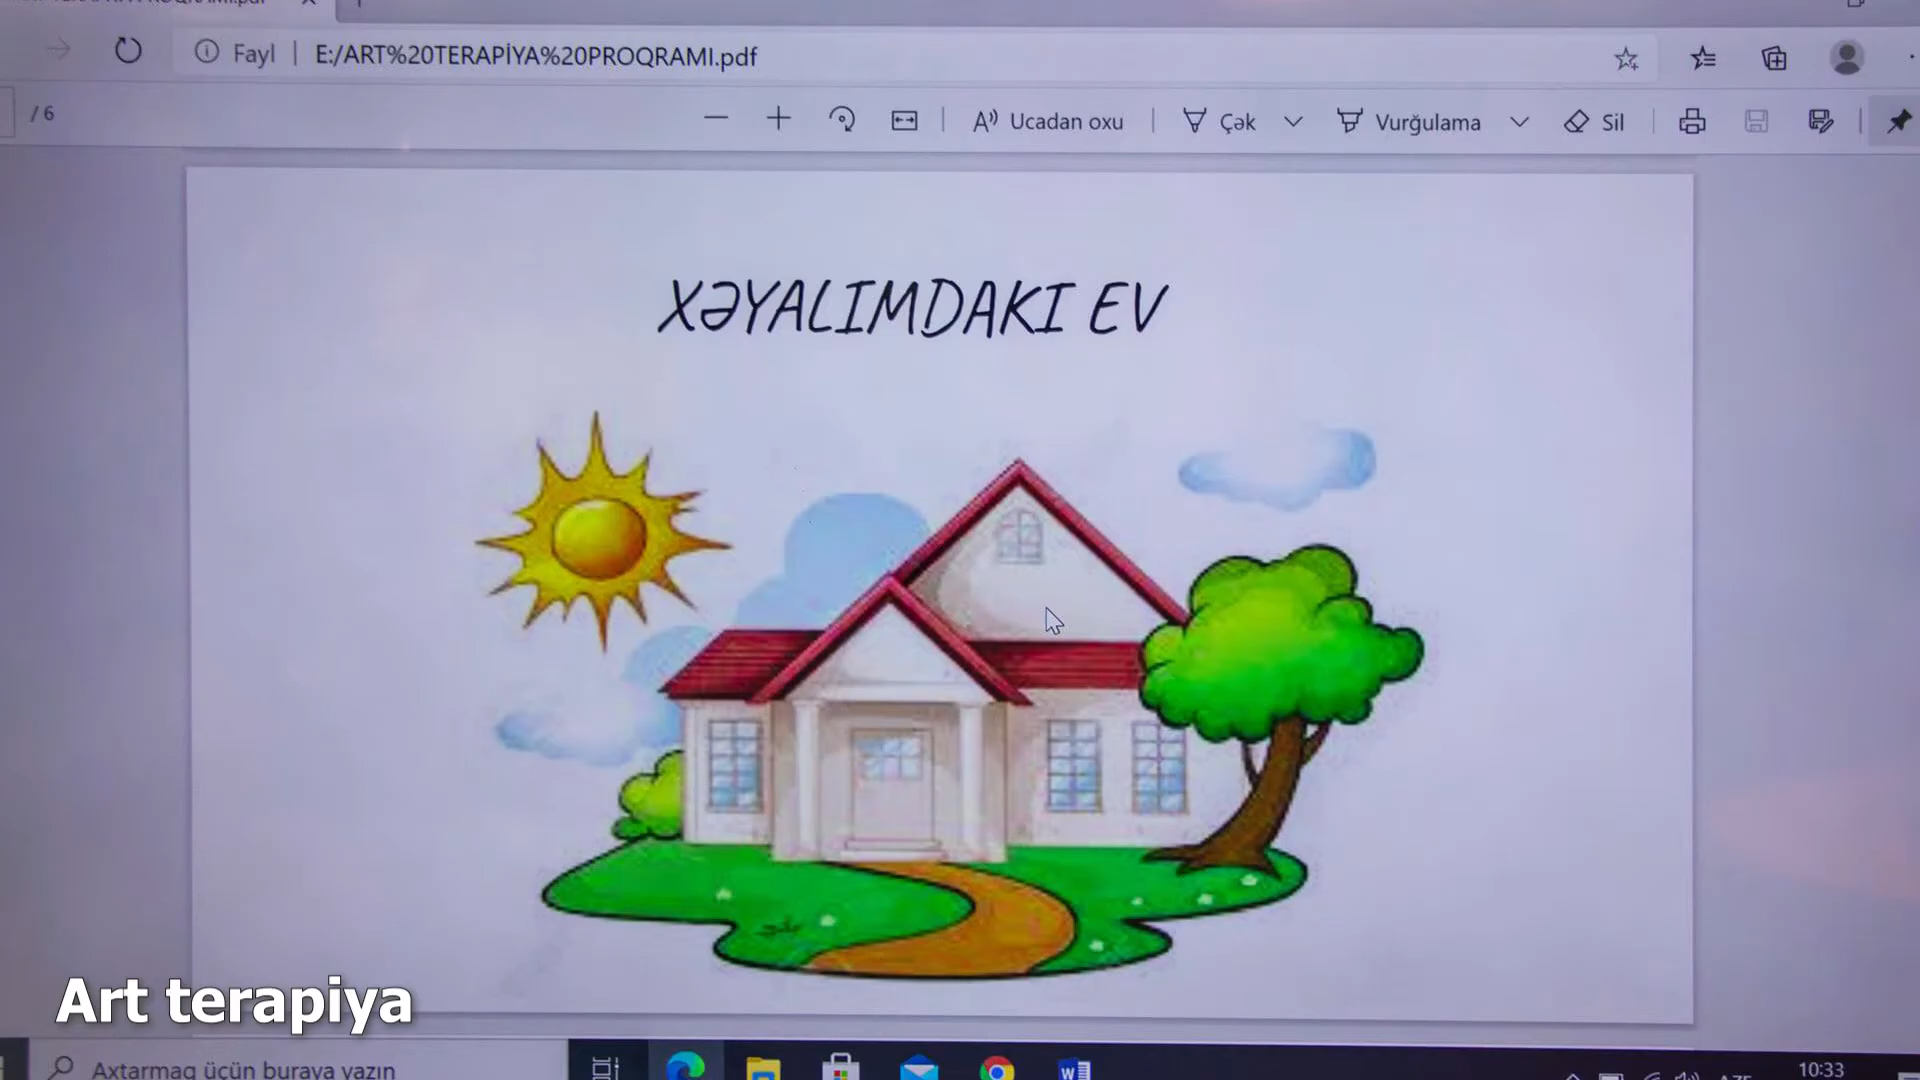 Fayl | E:/ART%20TERAPİYA%20PROQRAMI.pdf
/ 6
Ucadan oxu
Çək
Vurğulama
Sil
XƏYALIMDAKI EV
Art terapiya
Axtarmaq üçün buraya yazın
10:33